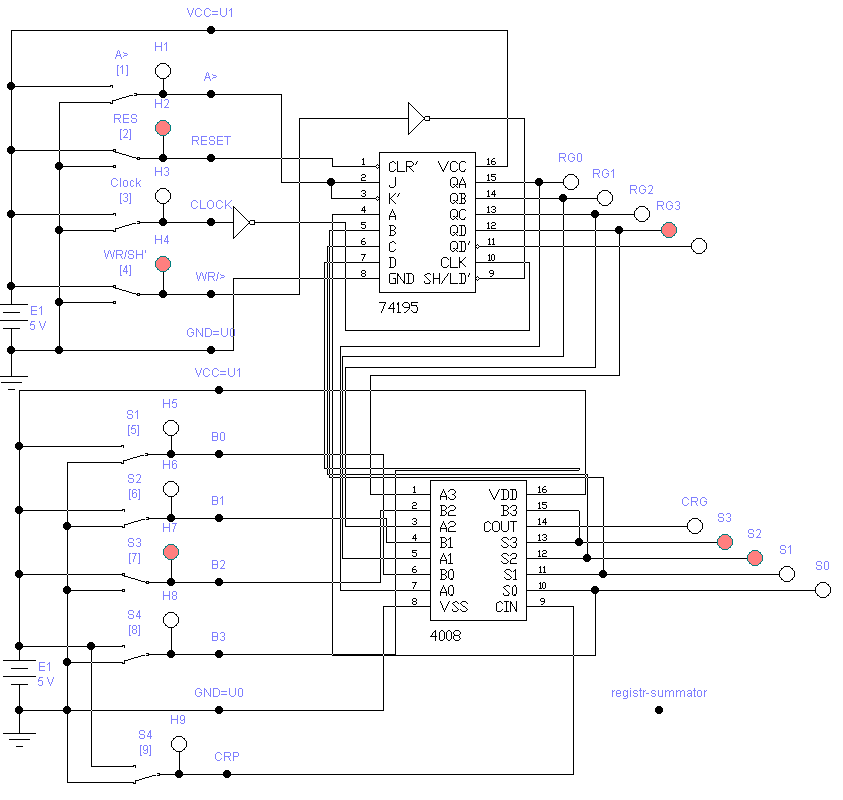 VCC=U1
A>
[1]
H1
A>
H2
RES
[2]
RESET
H3
Clock
[3]
CLOCK
H4
WR/SH'
[4]
WR/>
E1
5 V
GND=U0
1 CLR' VCC 16
2 J QA 15
3 K' QB 14
4 A QC 13
5 B QD 12
6 C QD' 11
7 D CLK 10
8 GND SH/LD' 9
74195
RG0
RG1
RG2
RG3
VCC=U1
S1
[5]
H5
B0
H6
S2
[6]
B1
H7
S3
[7]
B2
H8
S4
[8]
B3
E1
5 V
GND=U0
S4
[9]
H9
CRP
1 A3 VDD 16
2 B2 B3 15
3 A2 COUT 14
4 B1 S3 13
5 A1 S2 12
6 B0 S1 11
7 A0 S0 10
8 VSS CIN 9
4008
CRG
S3
S2
S1
S0
registr-summator